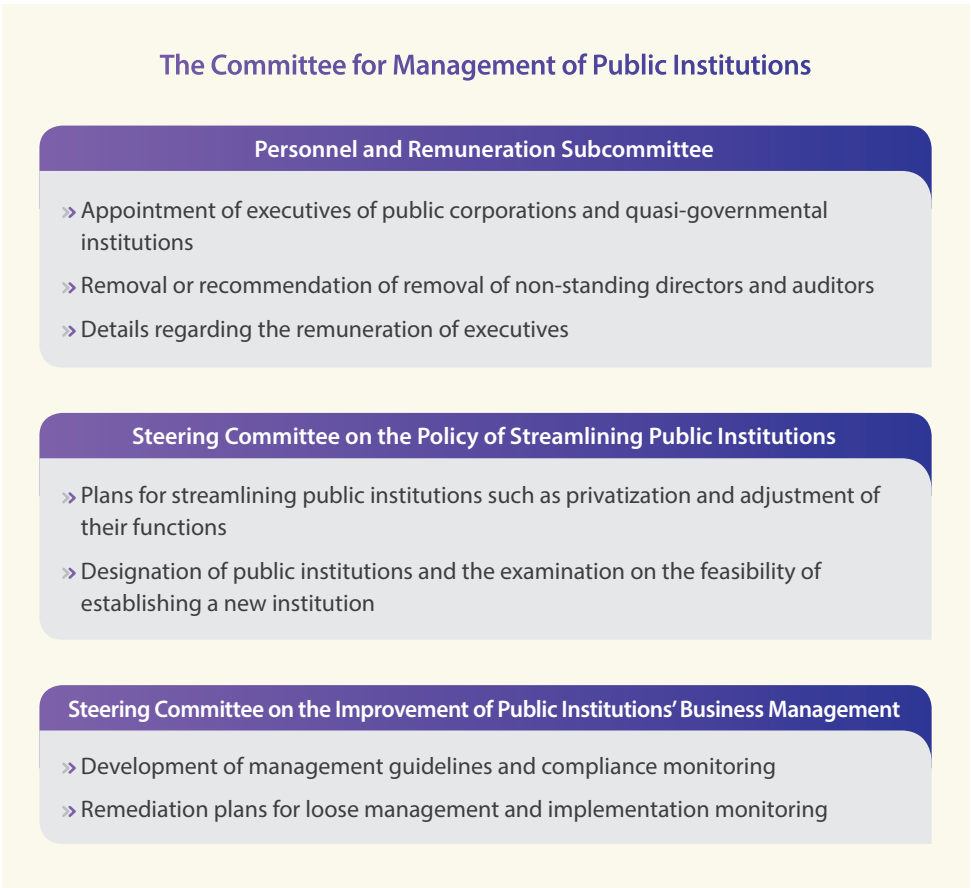 The Committee for Management of Public Institutions
Personnel and Remuneration Subcommittee
» Appointment of executives of public corporations and quasi-governmental
institutions
» Removal or recommendation of removal of non-standing directors and auditors
» Details regarding the remuneration of executives
Steering Committee on the Policy of Streamlining Public Institutions
» Plans for streamlining public institutions such as privatization and adjustment of
their functions
» Designation of public institutions and the examination on the feasibility of
establishing a new institution
Steering Committee on the Improvement of Public Institutions’ Business Management
» Development of management guidelines and compliance monitoring
» Remediation plans for loose management and implementation monitoring